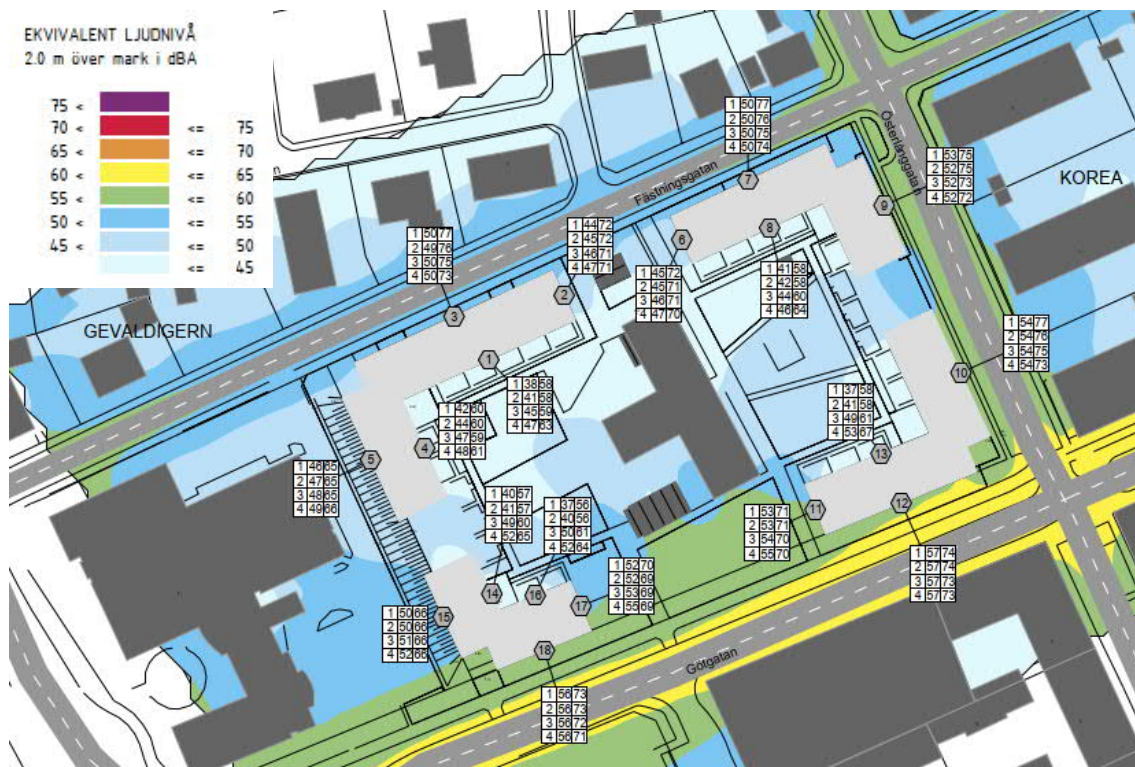 EKVIVALENT LJUDNIVÅ
2.0 m över mark i dBA
75 <
70 < <= 75
65 < <= 70
60 < <= 65
55 < <= 60
50 < <= 55
45 < <= 50
<= 45
Fästningsgatan
Österlånggatan
Götgatan
GEVALDIGERN
KOREA
1 50 77
2 50 76
3 50 75
4 50 74
7
1 53 75
2 52 75
3 52 73
4 52 72
9
1 50 77
2 49 76
3 50 75
4 50 73
3
1 44 72
2 45 72
3 46 71
4 47 71
2
1 45 72
2 45 71
3 46 71
4 47 70
6
8
1 41 58
2 42 58
3 44 60
4 46 64
1 54 77
2 54 76
3 54 75
4 54 73
10
1
1 38 58
2 41 58
3 45 59
4 47 63
1 42 60
2 44 60
3 47 59
4 48 61
4
1 37 58
2 41 58
3 49 61
4 53 67
13
5
1 46 65
2 47 65
3 48 65
4 49 66
1 40 57
2 41 57
3 49 60
4 52 65
14
1 37 56
2 40 56
3 50 61
4 52 64
16
1 53 71
2 53 71
3 54 70
4 55 70
11
12
1 57 74
2 57 74
3 57 73
4 57 73
1 52 70
2 52 69
3 53 69
4 55 69
17
1 50 66
2 50 66
3 51 66
4 52 66
15
18
1 56 73
2 56 73
3 56 72
4 56 71